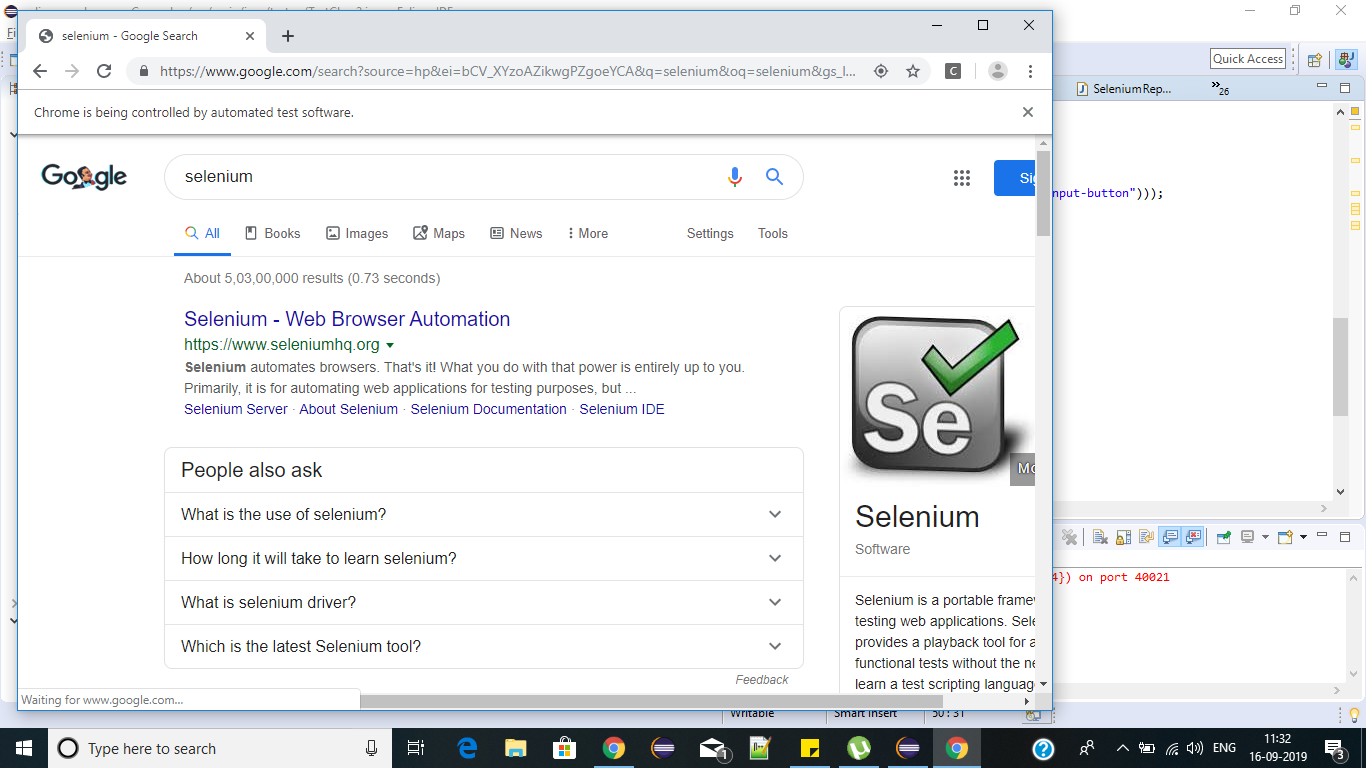 selenium - Google Search
Quick Access
https://www.google.com/search?source=hp&ei=bCV_XYzoAZikwgPZgoeYCA&q=selenium&oq=selenium&gs_l...
C
Selenium Rep...
»26
Chrome is being controlled by automated test software.
Google
selenium
Sig
nput-button")));
All
Books
Images
Maps
News
More
Settings
Tools
About 5,03,00,000 results (0.73 seconds)
Selenium - Web Browser Automation
https://www.seleniumhq.org
Selenium automates browsers. That's it! What you do with that power is entirely up to you.
Primarily, it is for automating web applications for testing purposes, but ...
Selenium Server · About Selenium · Selenium Documentation · Selenium IDE
Se
Mo
People also ask
What is the use of selenium?
How long it will take to learn selenium?
What is selenium driver?
Which is the latest Selenium tool?
Feedback
Selenium
Software
Selenium is a portable framew
testing web applications. Sele
provides a playback tool for a
functional tests without the ne
learn a test scripting language
4}) on port 40021
Waiting for www.google.com...
Writable
Smart Insert
50 : 31
Type here to search
1
ENG
11:32
16-09-2019
3